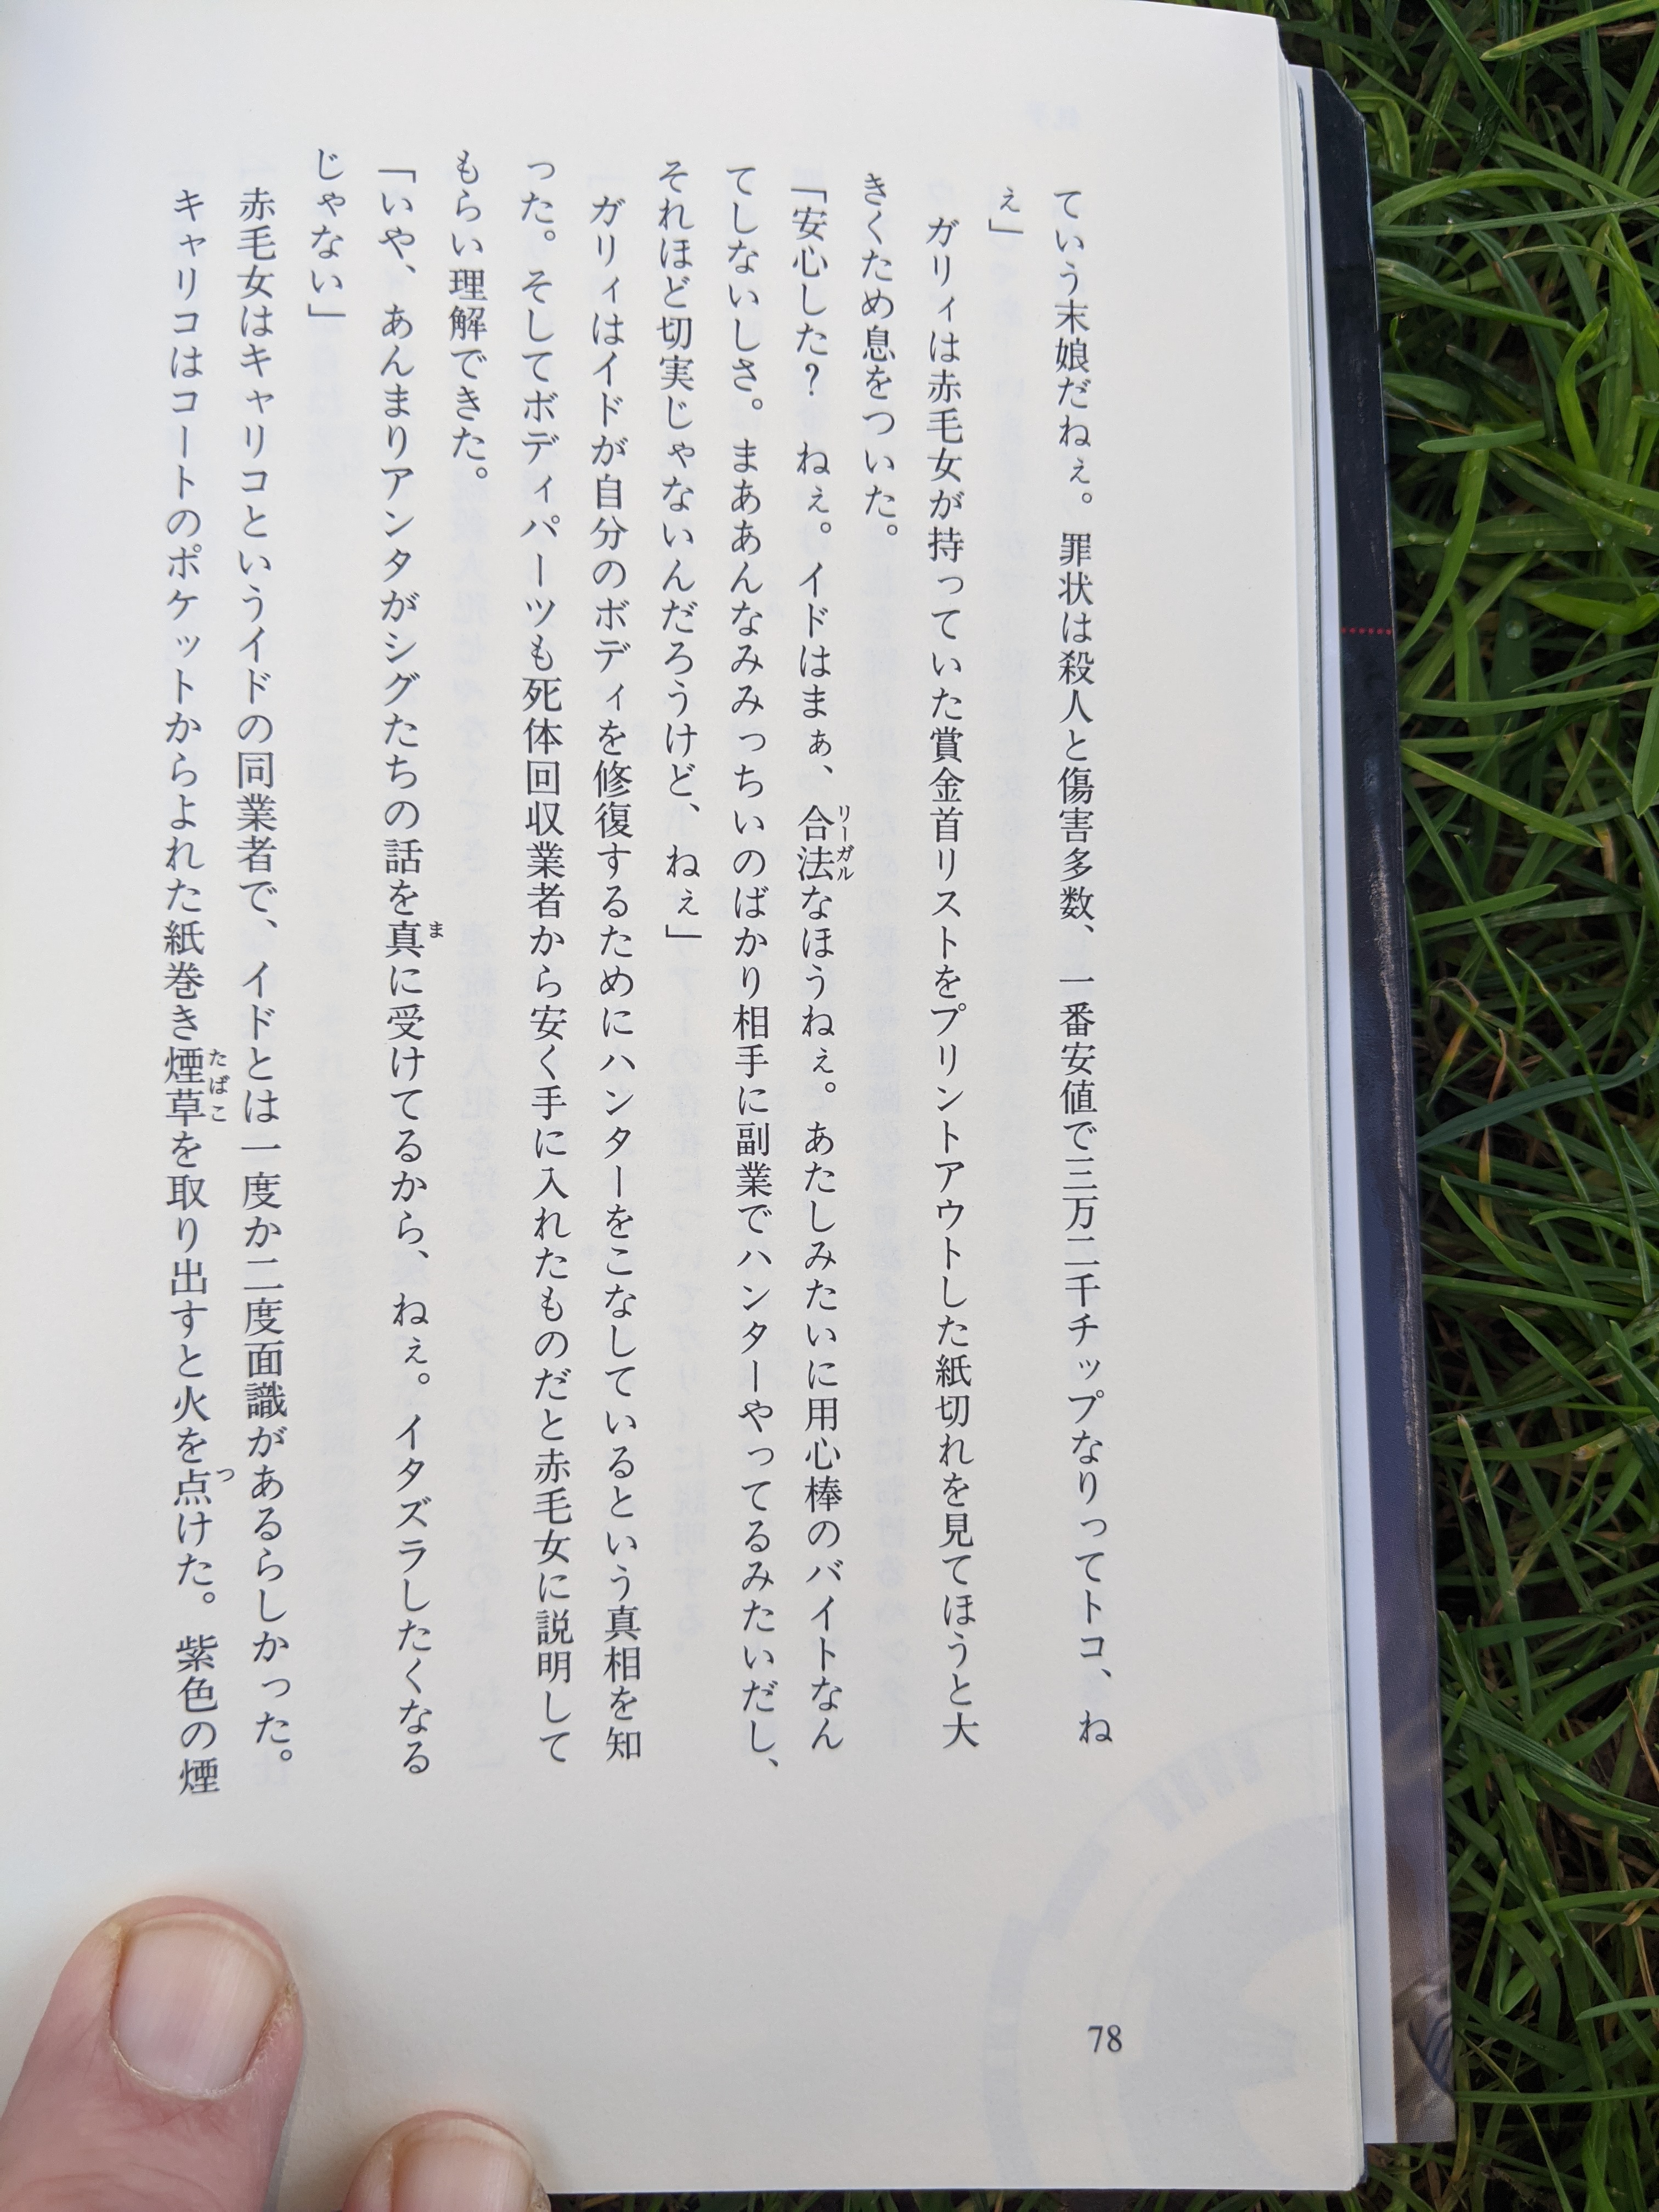 ていう末娘だねぇ。罪状は殺人と傷害多数、一番安値で三万二千チップなりってトコ、ね
ぇ」
　ガリィは赤毛女が持っていた賞金首リストをプリントアウトした紙切れを見てほうと大
きくため息をついた。
「安心した？　ねぇ。イドはまぁ、合法なほうねぇ。あたしみたいに用心棒のバイトなん
リーガル
てしないしさ。まああんなみみっちいのばかり相手に副業でハンターやってるみたいだし、
それほど切実じゃないんだろうけど、ねぇ」
　ガリィはイドが自分のボディを修復するためにハンターをこなしているという真相を知
った。そしてボディパーツも死体回収業者から安く手に入れたものだと赤毛女に説明して
もらい理解できた。
「いや、あんまりアンタがシグたちの話を真に受けてるから、ねぇ。イタズラしたくなる
ま
じゃない」
　赤毛女はキャリコというイドの同業者で、イドとは一度か二度面識があるらしかった。
　キャリコはコートのポケットからよれた紙巻き煙草を取り出すと火を点けた。紫色の煙
たばこ
つ
78